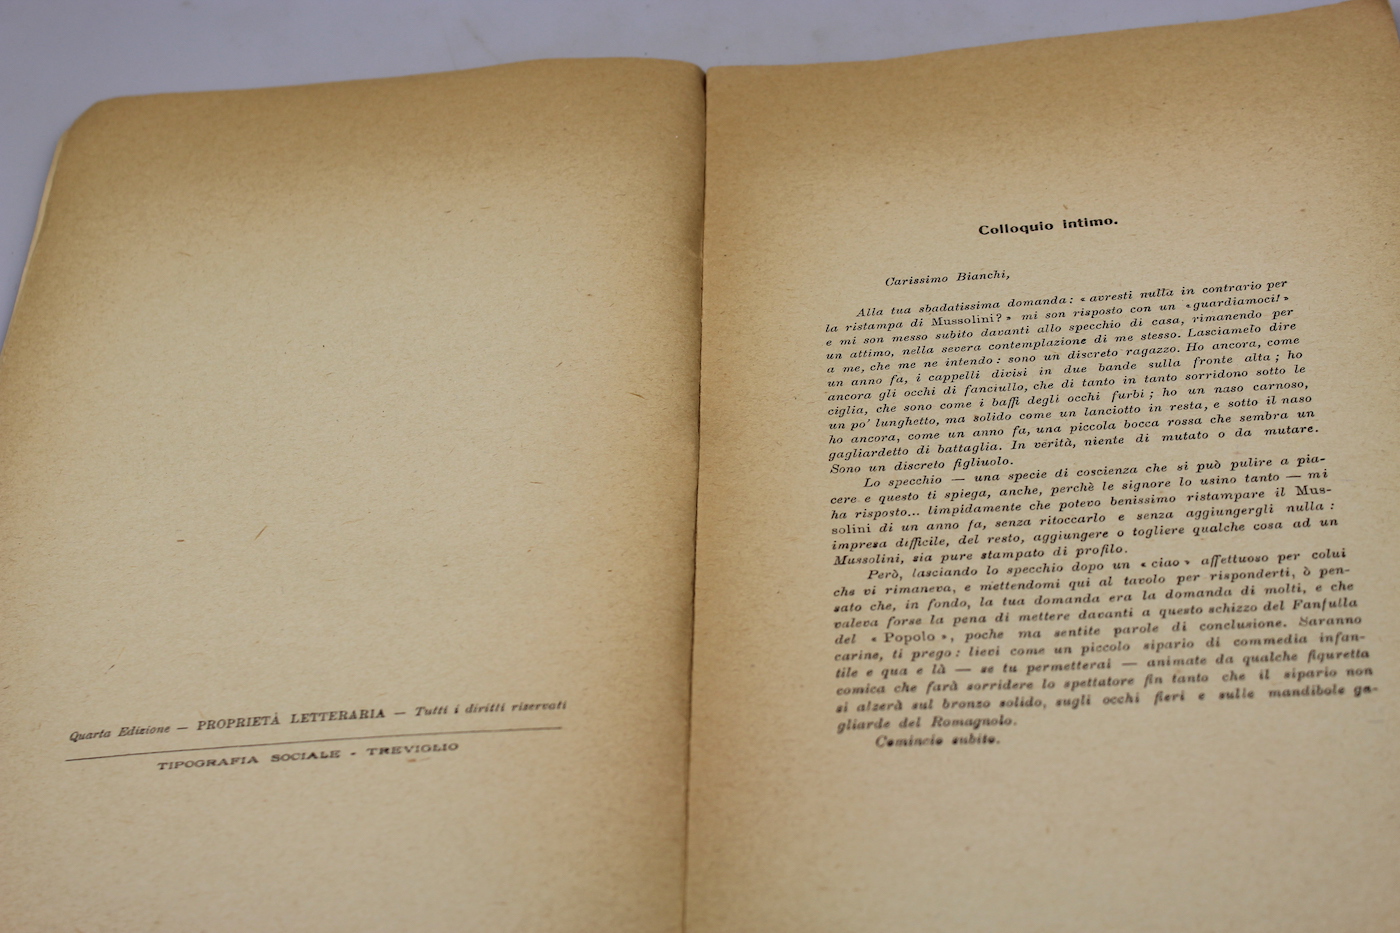 Quarta Edizione — PROPRIETÀ LETTERARIA — Tutti i diritti riservati
TIPOGRAFIA SOCIALE - TREVIGLIO
Colloquio intimo.
Carissimo Bianchi,
Alla tua sbadatissima domanda: « avresti nulla in contrario per
la ristampa di Mussolini? » mi son risposto con un « guardiamoci! »
e mi son messo subito davanti allo specchio di casa, rimanendo per
un attimo, nella severa contemplazione di me stesso. Lasciamelo dire
a me, che me ne intendo: sono un discreto ragazzo. Ho ancora, come
un anno fa, i cappelli divisi in due bande sulla fronte alta; ho
ancora gli occhi di fanciullo, che di tanto in tanto sorridono sotto le
ciglia, che sono come i baffi degli occhi furbi; ho un naso carnoso,
un po' lunghetto, ma solido come un lanciotto in resta, e sotto il naso
ho ancora, come un anno fa, una piccola bocca rossa che sembra un
gagliardetto di battaglia. In verità, niente di mutato o da mutare.
Sono un discreto figliuolo.
Lo specchio — una specie di coscienza che si può pulire a pia-
cere e questo ti spiega, anche, perchè le signore lo usino tanto — mi
ha risposto... limpidamente che potevo benissimo ristampare il Mus-
solini di un anno fa, senza ritoccarlo e senza aggiungergli nulla:
impresa difficile, del resto, aggiungere o togliere qualche cosa ad un
Mussolini, sia pure stampato di profilo.
Però, lasciando lo specchio dopo un « ciao » affettuoso per colui
che vi rimaneva, e mettendomi qui al tavolo per risponderti, ò pen-
sato che, in fondo, la tua domanda era la domanda di molti, e che
valeva forse la pena di mettere davanti a questo schizzo del Fanfulla
del « Popolo », poche ma sentite parole di conclusione. Saranno
carine, ti prego: lievi come un piccolo sipario di commedia infan-
tile e qua e là — se tu permetterai — animate da qualche figuretta
comica che farà sorridere lo spettatore fin tanto che il sipario non
si alzerà sul bronzo solido, sugli occhi fieri e sulle mandibole ga-
gliarde del Romagnolo.
Comincio subito.